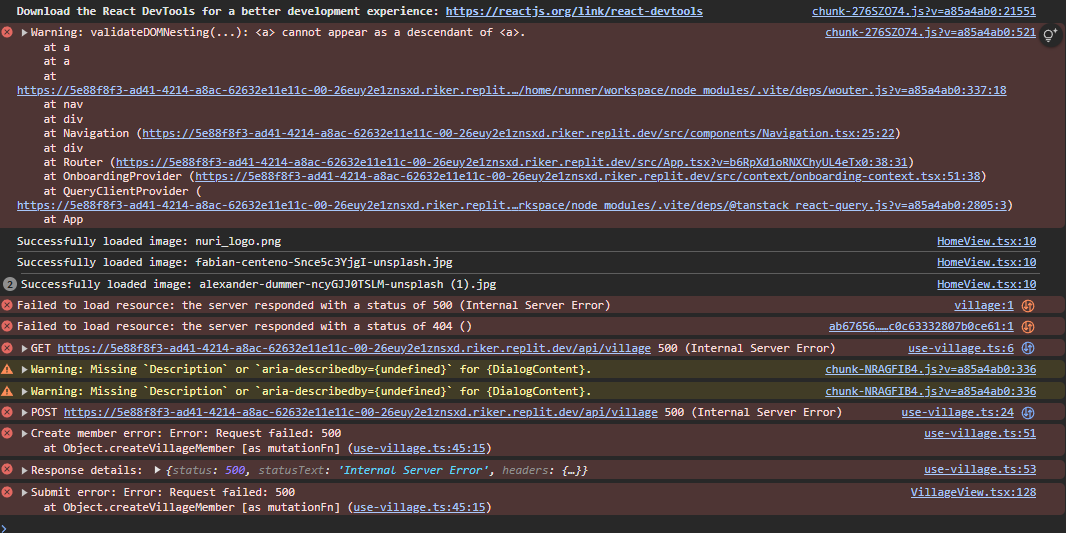 Download the React DevTools for a better development experience: https://reactjs.org/link/react-devtools chunk-276SZO74.js?v=a85a4ab0:21551
Warning: validateDOMNesting(...): <a> cannot appear as a descendant of <a>. chunk-276SZO74.js?v=a85a4ab0:521
at a
at a
at
https://5e88f8f3-ad41-4214-a8ac-62632e11e11c-00-26euy2e1znsxd.riker.replit.…/home/runner/workspace/node_modules/.vite/deps/wouter.js?v=a85a4ab0:337:18
at nav
at div
at Navigation (https://5e88f8f3-ad41-4214-a8ac-62632e11e11c-00-26euy2e1znsxd.riker.replit.dev/src/components/Navigation.tsx:25:22)
at div
at Router (https://5e88f8f3-ad41-4214-a8ac-62632e11e11c-00-26euy2e1znsxd.riker.replit.dev/src/App.tsx?v=b6RpXd1oRNXChyUL4eTx0:38:31)
at OnboardingProvider (https://5e88f8f3-ad41-4214-a8ac-62632e11e11c-00-26euy2e1znsxd.riker.replit.dev/src/context/onboarding-context.tsx:51:38)
at QueryClientProvider (
https://5e88f8f3-ad41-4214-a8ac-62632e11e11c-00-26euy2e1znsxd.riker.replit.…rkspace/node_modules/.vite/deps/@tanstack_react-query.js?v=a85a4ab0:2805:3)
at App
Successfully loaded image: nuri_logo.png HomeView.tsx:10
Successfully loaded image: fabian-centeno-Snce5c3YjgI-unsplash.jpg HomeView.tsx:10
2 Successfully loaded image: alexander-dummer-ncyGJJ0TSLM-unsplash (1).jpg HomeView.tsx:10
Failed to load resource: the server responded with a status of 500 (Internal Server Error) village:1
Failed to load resource: the server responded with a status of 404 () ab67656……c0c63332807b0ce61:1
GET https://5e88f8f3-ad41-4214-a8ac-62632e11e11c-00-26euy2e1znsxd.riker.replit.dev/api/village 500 (Internal Server Error) use-village.ts:6
Warning: Missing `Description` or `aria-describedby={undefined}` for {DialogContent}. chunk-NRAGFIB4.js?v=a85a4ab0:336
Warning: Missing `Description` or `aria-describedby={undefined}` for {DialogContent}. chunk-NRAGFIB4.js?v=a85a4ab0:336
POST https://5e88f8f3-ad41-4214-a8ac-62632e11e11c-00-26euy2e1znsxd.riker.replit.dev/api/village 500 (Internal Server Error) use-village.ts:24
Create member error: Error: Request failed: 500 use-village.ts:51
at Object.createVillageMember [as mutationFn] (use-village.ts:45:15)
Response details: {status: 500, statusText: 'Internal Server Error', headers: {…}} use-village.ts:53
Submit error: Error: Request failed: 500 VillageView.tsx:128
at Object.createVillageMember [as mutationFn] (use-village.ts:45:15)